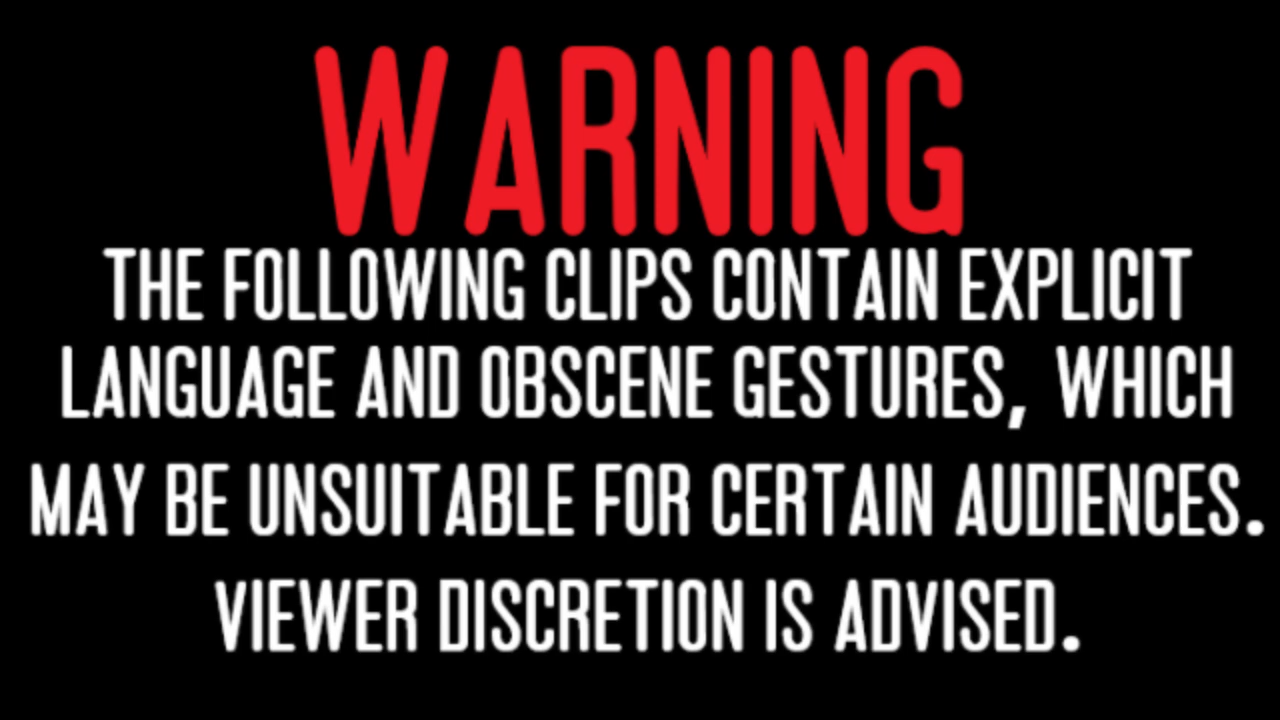 WARNING
THE FOLLOWING CLIPS CONTAIN EXPLICIT
LANGUAGE AND OBSCENE GESTURES, WHICH
MAY BE UNSUITABLE FOR CERTAIN AUDIENCES.
VIEWER DISCRETION IS ADVISED.